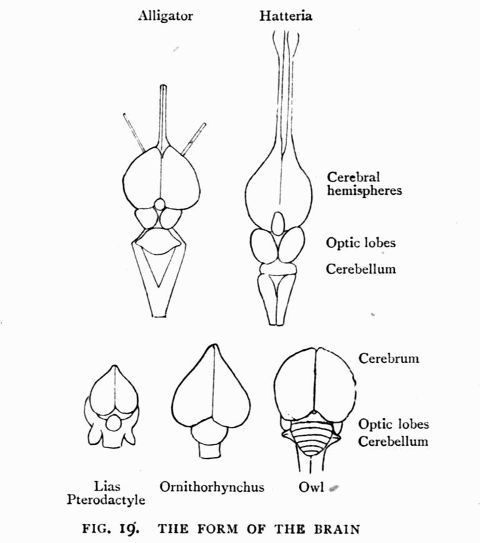 Alligator
Hatteria
Cerebral
hemispheres
Optic lobes
Cerebellum
Cerebrum
Optic lobes
Cerebellum
Lias
Pterodactyle
Ornithorhynchus
Owl
FIG. 19. THE FORM OF THE BRAIN